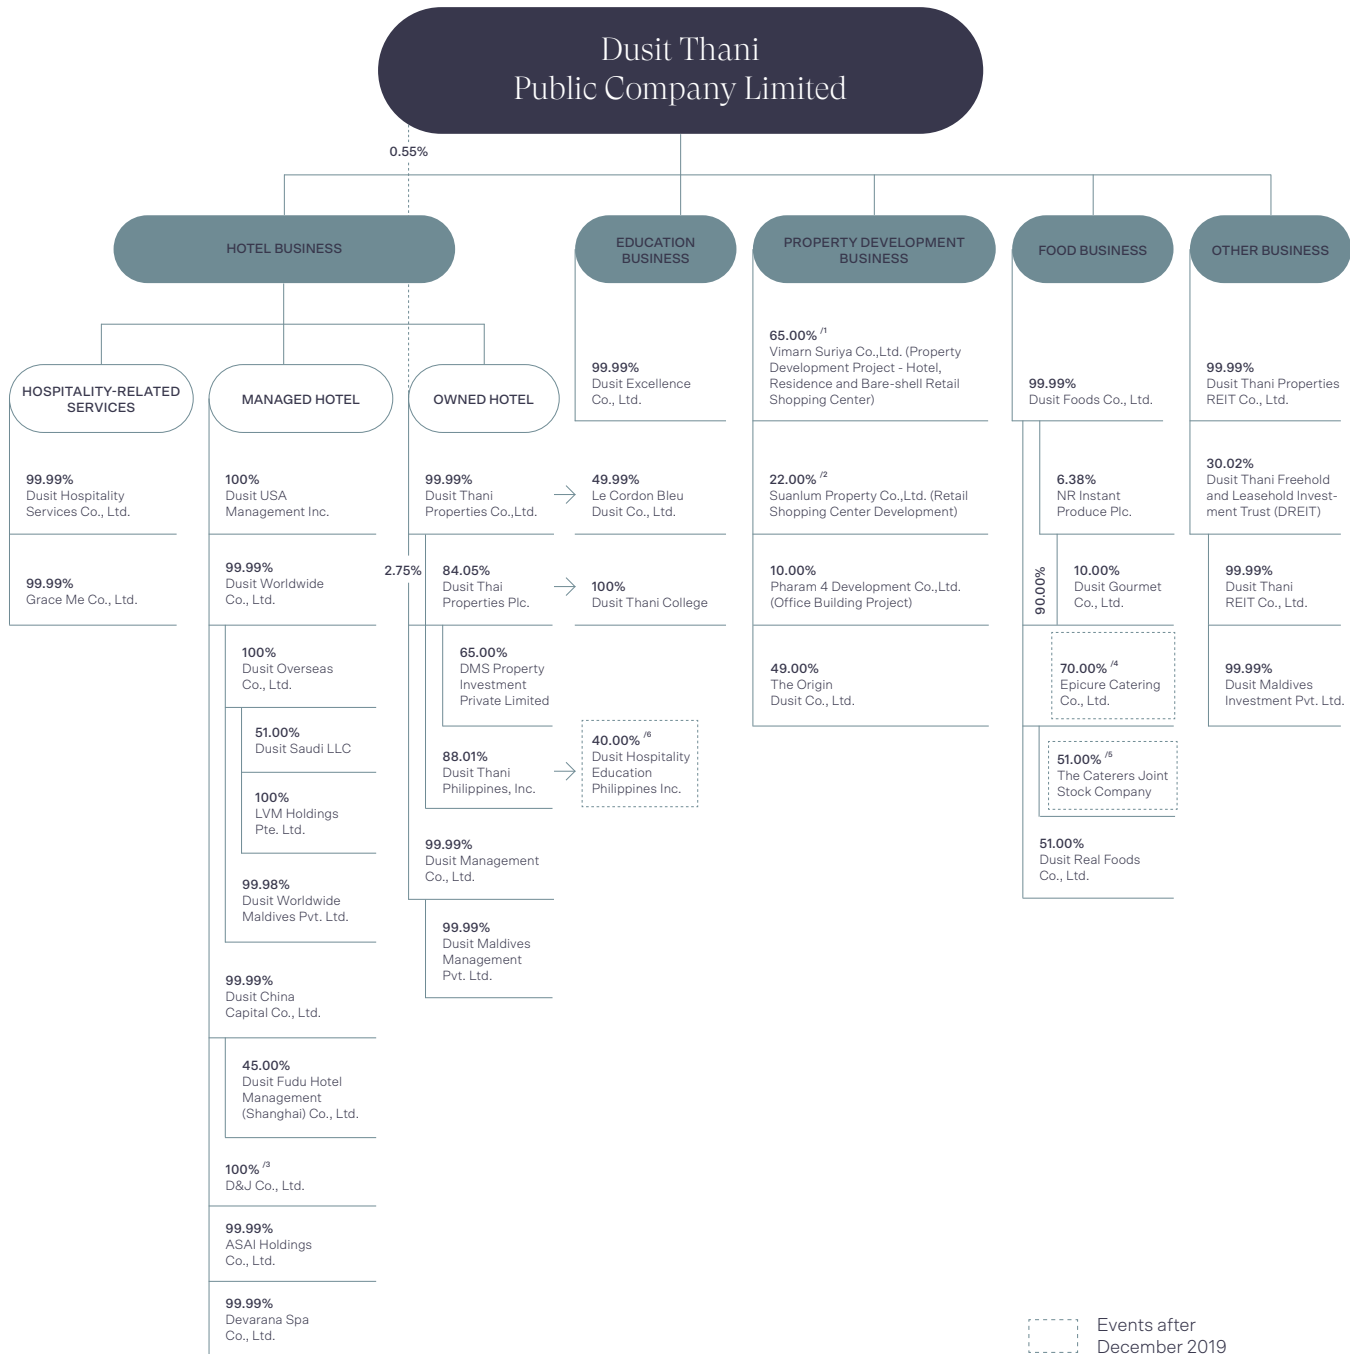 Dusit Thani
Public Company Limited
0.55%
HOTEL BUSINESS
EDUCATION
BUSINESS
PROPERTY DEVELOPMENT
BUSINESS
FOOD BUSINESS
OTHER BUSINESS
HOSPITALITY-RELATED
SERVICES
99.99%
Dusit Hospitality
Services Co., Ltd.
99.99%
Grace Me Co., Ltd.
MANAGED HOTEL
100%
Dusit USA
Management Inc.
99.99%
Dusit Worldwide
Co., Ltd.
100%
Dusit Overseas
Co., Ltd.
51.00%
Dusit Saudi LLC
100%
LVM Holdings
Pte. Ltd.
99.98%
Dusit Worldwide
Maldives Pvt. Ltd.
99.99%
Dusit China
Capital Co., Ltd.
45.00%
Dusit Fudu Hotel
Management
(Shanghai) Co., Ltd.
100% /3
D&J Co., Ltd.
99.99%
ASAI Holdings
Co., Ltd.
99.99%
Devarana Spa
Co., Ltd.
OWNED HOTEL
99.99%
Dusit Thani
Properties Co.,Ltd.
2.75%
84.05%
Dusit Thai
Properties Plc.
65.00%
DMS Property
Investment
Private Limited
88.01%
Dusit Thani
Philippines, Inc.
99.99%
Dusit Management
Co., Ltd.
99.99%
Dusit Maldives
Management
Pvt. Ltd.
99.99%
Dusit Excellence
Co., Ltd.
49.99%
Le Cordon Bleu
Dusit Co., Ltd.
100%
Dusit Thani College
40.00% /6
Dusit Hospitality
Education
Philippines Inc.
65.00% /1
Vimarn Suriya Co.,Ltd. (Property
Development Project - Hotel,
Residence and Bare-shell Retail
Shopping Center)
22.00% /2
Suanlum Property Co.,Ltd. (Retail
Shopping Center Development)
10.00%
Pharam 4 Development Co.,Ltd.
(Office Building Project)
49.00%
The Origin
Dusit Co., Ltd.
99.99%
Dusit Foods Co., Ltd.
6.38%
NR Instant
Produce Plc.
90.00%
10.00%
Dusit Gourmet
Co., Ltd.
70.00% /4
Epicure Catering
Co., Ltd.
51.00% /5
The Caterers Joint
Stock Company
51.00%
Dusit Real Foods
Co., Ltd.
99.99%
Dusit Thani Properties
REIT Co., Ltd.
30.02%
Dusit Thani Freehold
and Leasehold Invest-
ment Trust (DREIT)
99.99%
Dusit Thani
REIT Co., Ltd.
99.99%
Dusit Maldives
Investment Pvt. Ltd.
Events after
December 2019